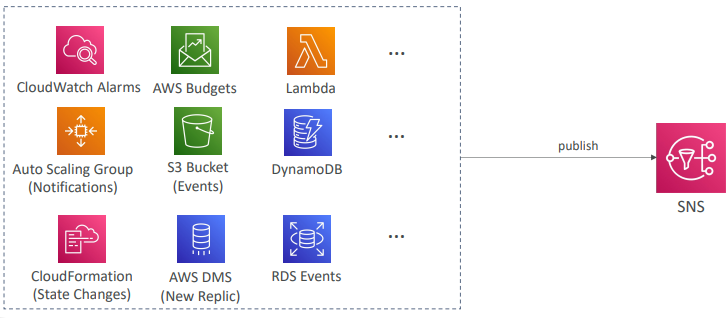 CloudWatch Alarms
AWS Budgets
Lambda
...
Auto Scaling Group
(Notifications)
S3 Bucket
(Events)
DynamoDB
...
CloudFormation
(State Changes)
AWS DMS
(New Replic)
RDS Events
...
publish
SNS